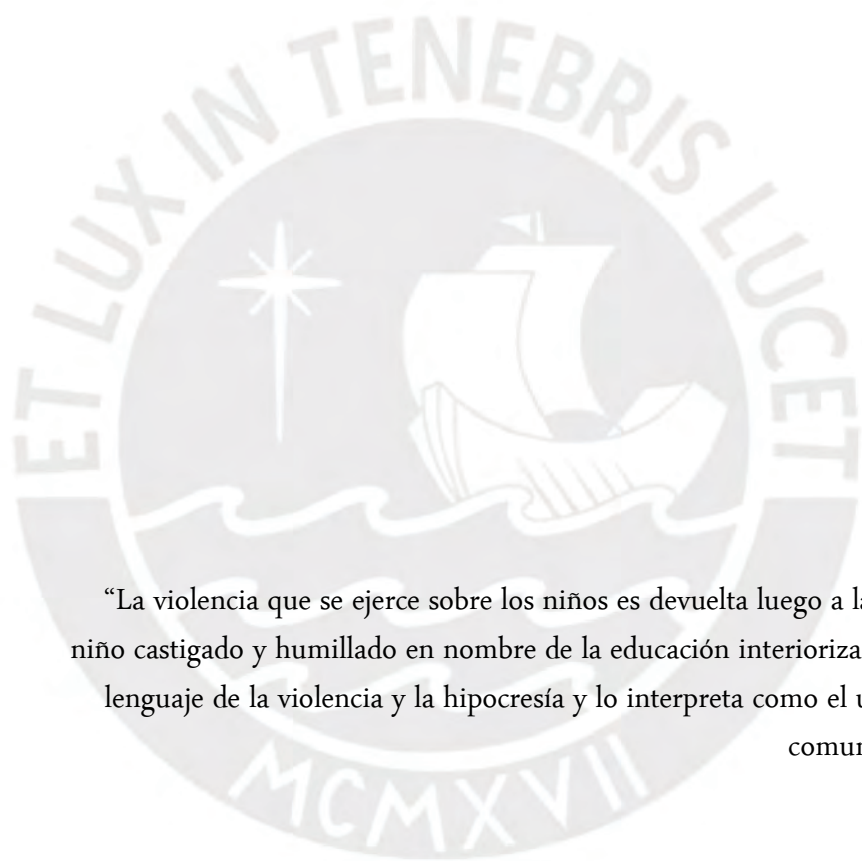 ET LUX IN TENEBRIS LUCET
“La violencia que se ejerce sobre los niños es devuelta luego a la
niño castigado y humillado en nombre de la educación interioriza
lenguaje de la violencia y la hipocresía y lo interpreta como el
MCMXVII